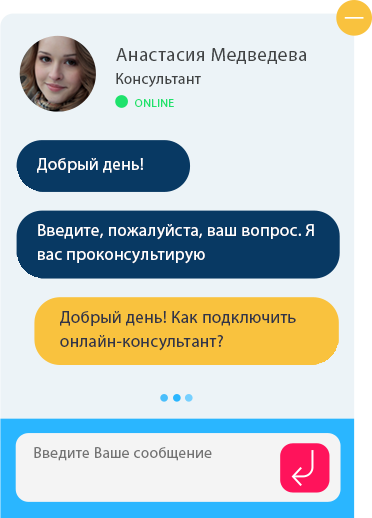 Анастасия Медведева
Консультант
ONLINE
Добрый день!
Введите, пожалуйста, ваш вопрос. Я
вас проконсультирую
Добрый день! Как подключить
онлайн-консультант?
Введите Ваше сообщение